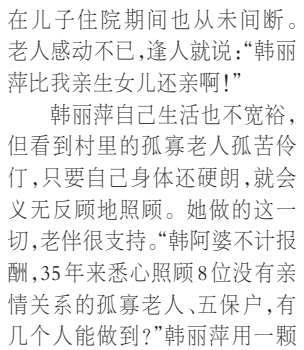 在儿子住院期间也从未间断。
老人感动不已，逢人就说：“韩丽
萍比我亲生女儿还亲啊！”
韩丽萍自己生活也不宽裕，
但看到村里的孤寡老人孤苦伶
仃，只要自己身体还硬朗，就会
义无反顾地照顾。她做的这一
切，老伴很支持。“韩阿婆不计报
酬，35年来悉心照顾8位没有亲
情关系的孤寡老人、五保户，有
几个人能做到？”韩丽萍用一颗